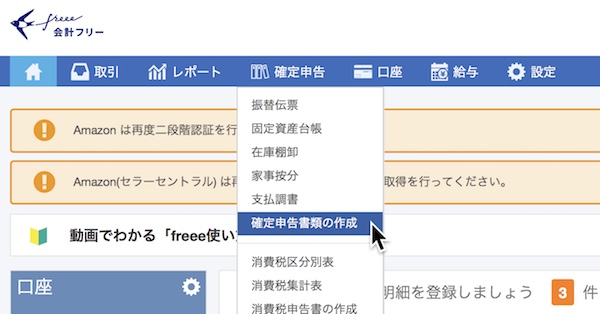 freee
会計フリー
取引 レポート 確定申告 口座 給与 設定
振替伝票
固定資産台帳
在庫棚卸
家事按分
支払調書
確定申告書類の作成
消費税区分別表
消費税集計表
消費税申告書の作成
Amazon は再度二段階認証を行
Amazon(セラーセントラル) は再 取得を行ってください。
動画でわかる「freee使い
口座
明細を登録しましょう 3 件